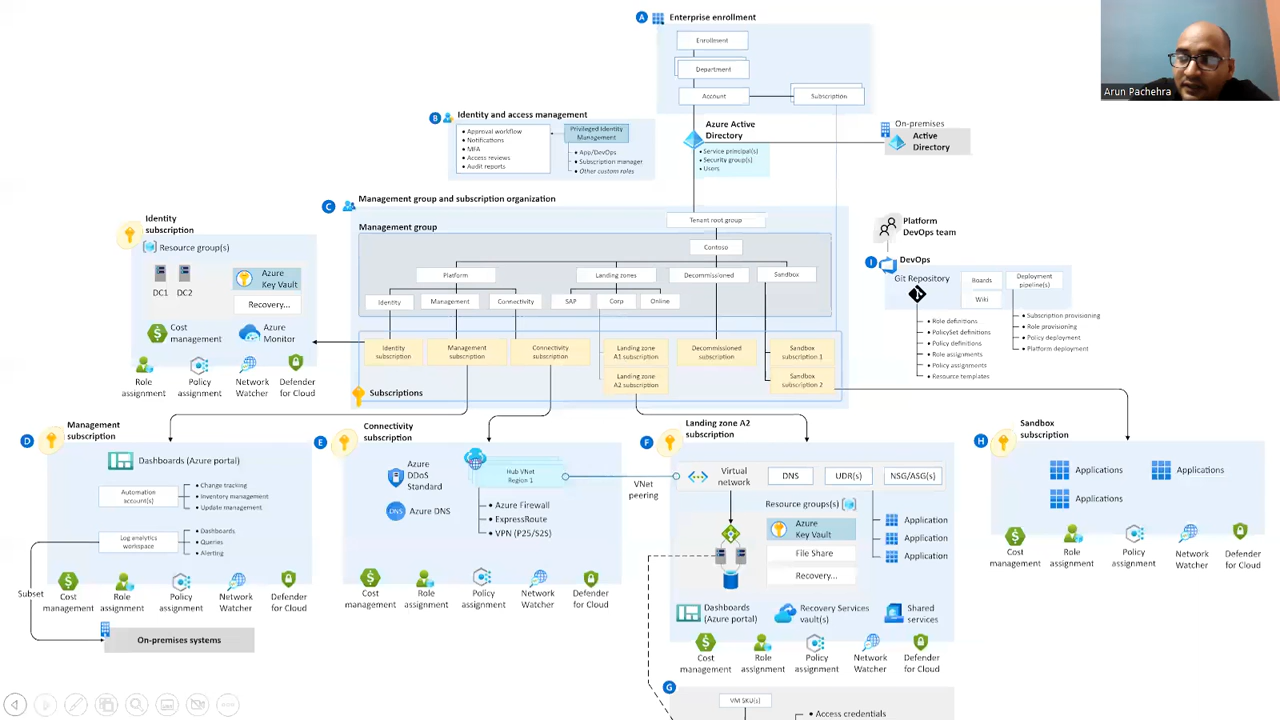 A
Enterprise enrollment
Enrollment
Department
Account
Subscription
Arun Pachehra
B
Identity and access management
Approval workflow
Notifications
MFA
Access reviews
Audit reports
Privileged Identity
Management
App/DevOps
Subscription manager
Other custom roles
Azure Active
Directory
Service principal(s)
Security group(s)
Users
On-premises
Active
Directory
C
Management group and subscription organization
Management group
Tenant root group
Contoso
Platform
Landing zones
Decommissioned
Sandbox
Identity
Management
Connectivity
SAP
Corp
Online
Identity
subscription
Management
subscription
Connectivity
subscription
Landing zone
A1 subscription
Landing zone
A2 subscription
Decommissioned
subscription
Sandbox
subscription 1
Sandbox
subscription 2
Subscriptions
Identity
subscription
Resource group(s)
DC1
DC2
Azure
Key Vault
Recovery...
Cost
management
Azure
Monitor
Role
assignment
Policy
assignment
Network
Watcher
Defender
for Cloud
Platform
DevOps team
I
DevOps
Git Repository
Boards
Wiki
Deployment
pipeline(s)
Role definitions
PolicySet definitions
Policy definitions
Role assignments
Policy assignments
Resource templates
Subscription provisioning
Role provisioning
Policy deployment
Platform deployment
D
Management
subscription
Dashboards (Azure portal)
Automation
account(s)
Change tracking
Inventory management
Update management
Log analytics
workspace
Dashboards
Queries
Alerting
Subset
Cost
management
Role
assignment
Policy
assignment
Network
Watcher
Defender
for Cloud
On-premises systems
E
Connectivity
subscription
Azure
DDoS
Standard
DNS
Azure DNS
Hub VNet
Region 1
Azure Firewall
ExpressRoute
VPN (P2S/S2S)
Cost
management
Role
assignment
Policy
assignment
Network
Watcher
Defender
for Cloud
VNet
peering
F
Landing zone A2
subscription
Virtual
network
DNS
UDR(s)
NSG/ASG(s)
Resource groups(s)
Azure
Key Vault
File Share
Recovery...
Application
Application
Application
Dashboards
(Azure portal)
Recovery Services
vault(s)
Shared
services
Cost
management
Role
assignment
Policy
assignment
Network
Watcher
Defender
for Cloud
G
VM SKU(s)
Access credentials
H
Sandbox
subscription
Applications
Applications
Applications
Cost
management
Role
assignment
Policy
assignment
Network
Watcher
Defender
for Cloud